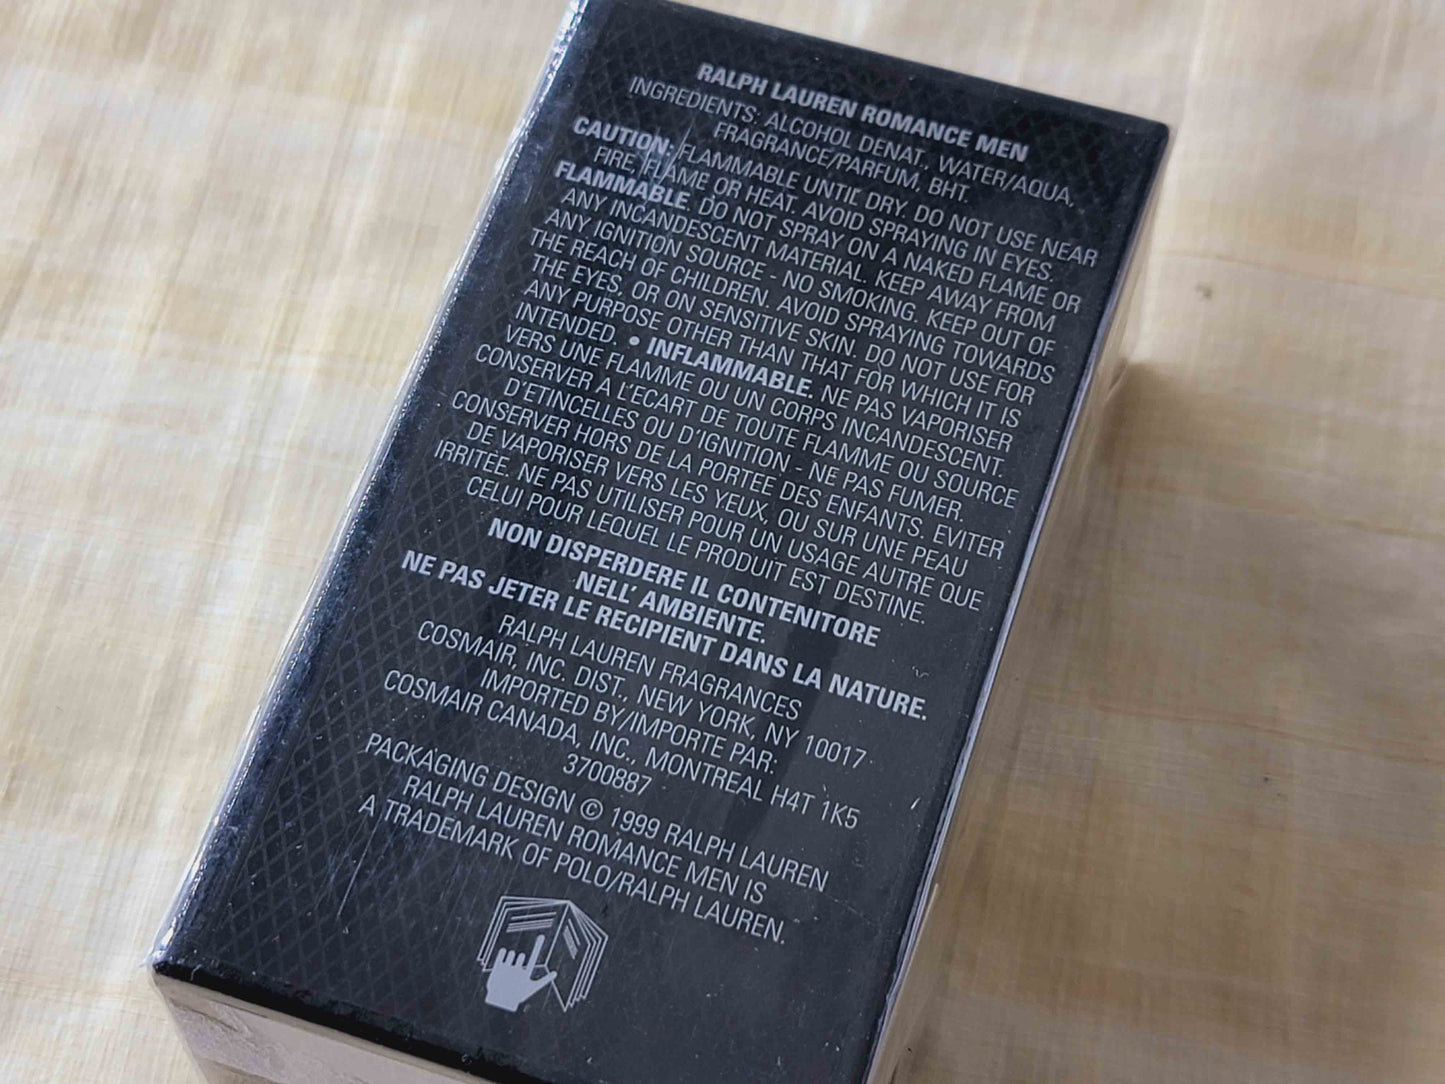 RALPH LAUREN ROMANCE MEN
INGREDIENTS: ALCOHOL DENAT., WATER/AQUA,
FRAGRANCE/PARFUM, BHT.
CAUTION: FLAMMABLE UNTIL DRY. DO NOT USE NEAR
FIRE, FLAME OR HEAT. AVOID SPRAYING IN EYES.
FLAMMABLE. DO NOT SPRAY ON A NAKED FLAME OR
ANY INCANDESCENT MATERIAL. KEEP AWAY FROM
ANY IGNITION SOURCE - NO SMOKING. KEEP OUT OF
THE REACH OF CHILDREN. AVOID SPRAYING TOWARDS
THE EYES, OR ON SENSITIVE SKIN. DO NOT USE FOR
ANY PURPOSE OTHER THAN THAT FOR WHICH IT IS
INTENDED. • INFLAMMABLE. NE PAS VAPORISER
VERS UNE FLAMME OU UN CORPS INCANDESCENT.
CONSERVER A L'ECART DE TOUTE FLAMME OU SOURCE
D'ETINCELLES OU D'IGNITION - NE PAS FUMER.
CONSERVER HORS DE LA PORTEE DES ENFANTS. EVITER
DE VAPORISER VERS LES YEUX, OU SUR UNE PEAU
IRRITEE. NE PAS UTILISER POUR UN USAGE AUTRE QUE
CELUI POUR LEQUEL LE PRODUIT EST DESTINE.
NON DISPERDERE IL CONTENITORE
NELL' AMBIENTE.
NE PAS JETER LE RECIPIENT DANS LA NATURE.
RALPH LAUREN FRAGRANCES
COSMAIR, INC. DIST., NEW YORK, NY 10017
IMPORTED BY/IMPORTE PAR:
COSMAIR CANADA, INC., MONTREAL H4T 1K5
3700887
PACKAGING DESIGN © 1999 RALPH LAUREN
RALPH LAUREN ROMANCE MEN IS
A TRADEMARK OF POLO/RALPH LAUREN.